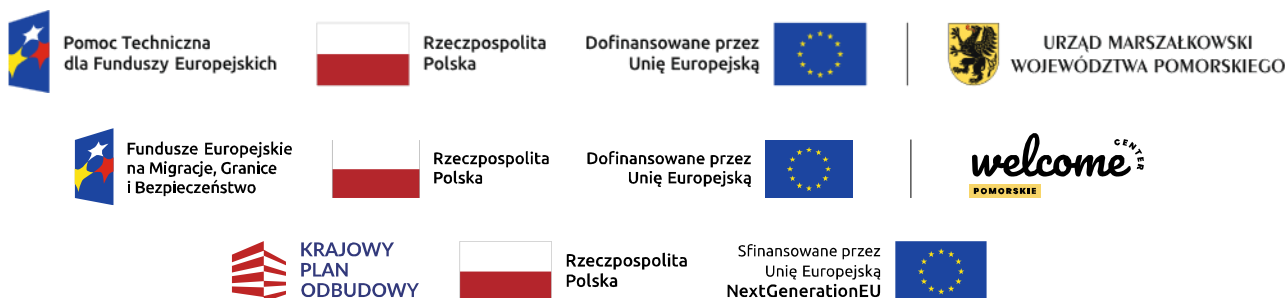 Pomoc Techniczna
dla Funduszy Europejskich
Rzeczpospolita
Polska
Dofinansowane przez
Unię Europejską
URZĄD MARSZAŁKOWSKI
WOJEWÓDZTWA POMORSKIEGO
Fundusze Europejskie
na Migracje, Granice
i Bezpieczeństwo
Rzeczpospolita
Polska
Dofinansowane przez
Unię Europejską
welcome
CENTER
POMORSKIE
KRAJOWY
PLAN
ODBUDOWY
Rzeczpospolita
Polska
Sfinansowane przez
Unię Europejską
NextGenerationEU